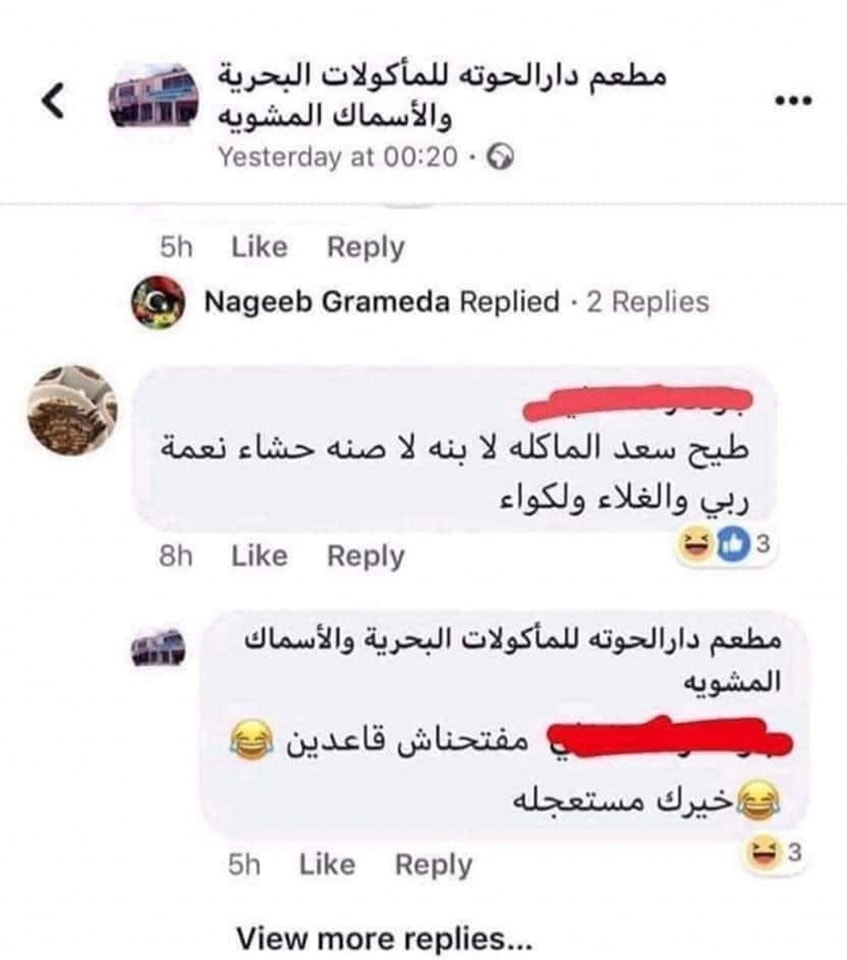 مطعم دارالحوته للمأكولات البحرية
والأسماك المشويه
Yesterday at 00:20 ·
5h Like Reply
Nageeb Grameda Replied · 2 Replies
طيح سعد الماكله لا بنه لا صنه حشاء نعمة
ربي والغلاء ولكواء
3
8h Like Reply
مطعم دارالحوته للمأكولات البحرية والأسماك
المشويه
مفتحناش قاعدين 😂
😂خيرك مستعجله
3
5h Like Reply
View more replies...